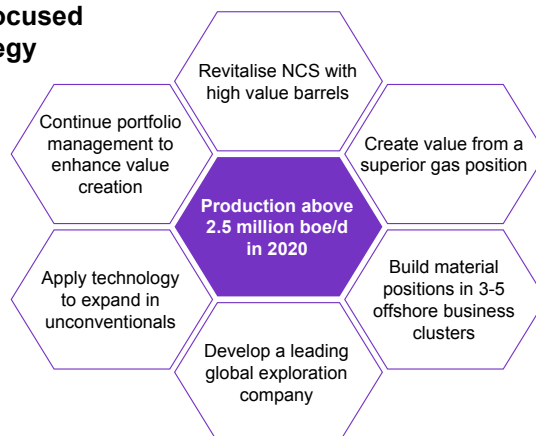 Revitalise NCS with
high value barrels
Continue portfolio
management to
enhance value
creation
Create value from a
superior gas position
Production above
2.5 million boe/d
in 2020
Apply technology
to expand in
unconventionals
Build material
positions in 3-5
offshore business
clusters
Develop a leading
global exploration
company